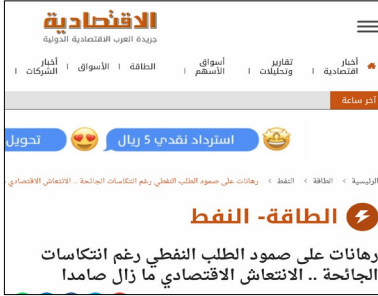 الاقتصادية
جريدة العرب الاقتصادية الدولية
أخبار اقتصادية | تقارير وتحليلات | أسواق الأسهم | الطاقة | الأسواق | أخبار الشركات |
آخر ساعة
استرداد نقدي 5 ريال تحويل
الرئيسية > الطاقة > النفط > رهانات على صمود الطلب النفطي رغم انتكاسات الجائحة .. الانتعاش الاقتصادي
الطاقة- النفط
رهانات على صمود الطلب النفطي رغم انتكاسات
الجائحة .. الانتعاش الاقتصادي ما زال صامدا